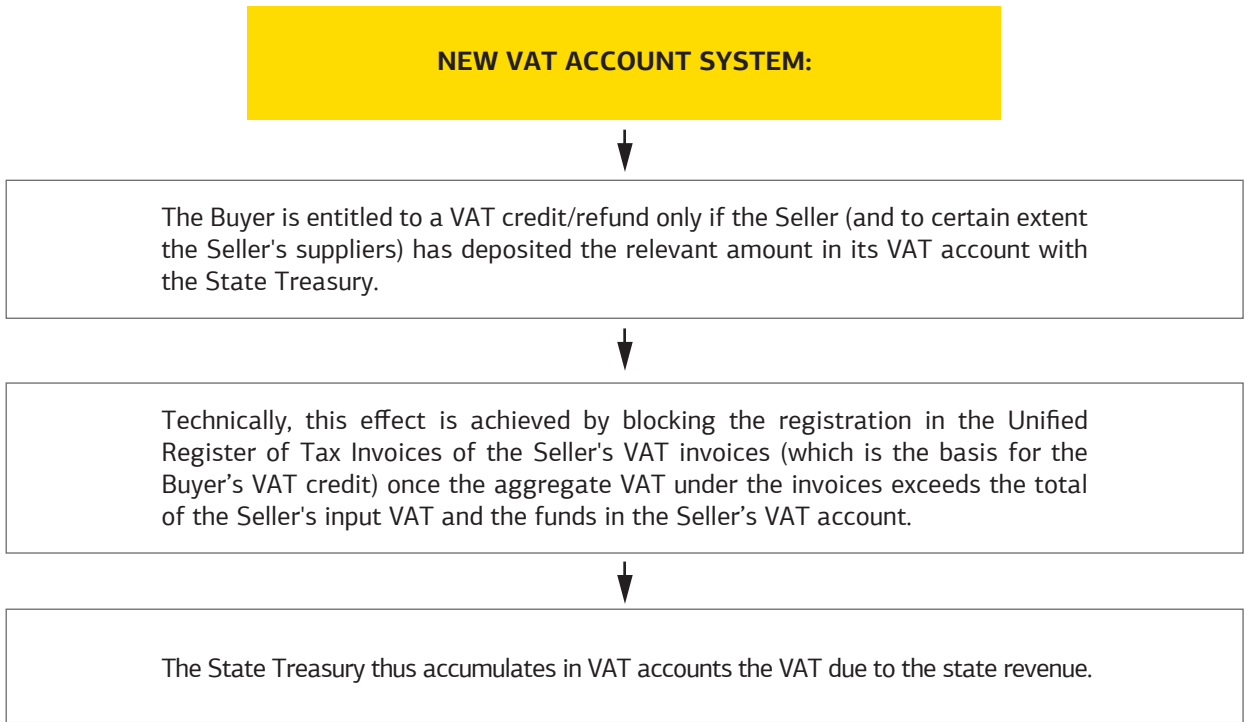 NEW VAT ACCOUNT SYSTEM:
The Buyer is entitled to a VAT credit/refund only if the Seller (and to certain extent
the Seller's suppliers) has deposited the relevant amount in its VAT account with
the State Treasury.
Technically, this effect is achieved by blocking the registration in the Unified
Register of Tax Invoices of the Seller's VAT invoices (which is the basis for the
Buyer’s VAT credit) once the aggregate VAT under the invoices exceeds the total
of the Seller's input VAT and the funds in the Seller’s VAT account.
The State Treasury thus accumulates in VAT accounts the VAT due to the state revenue.